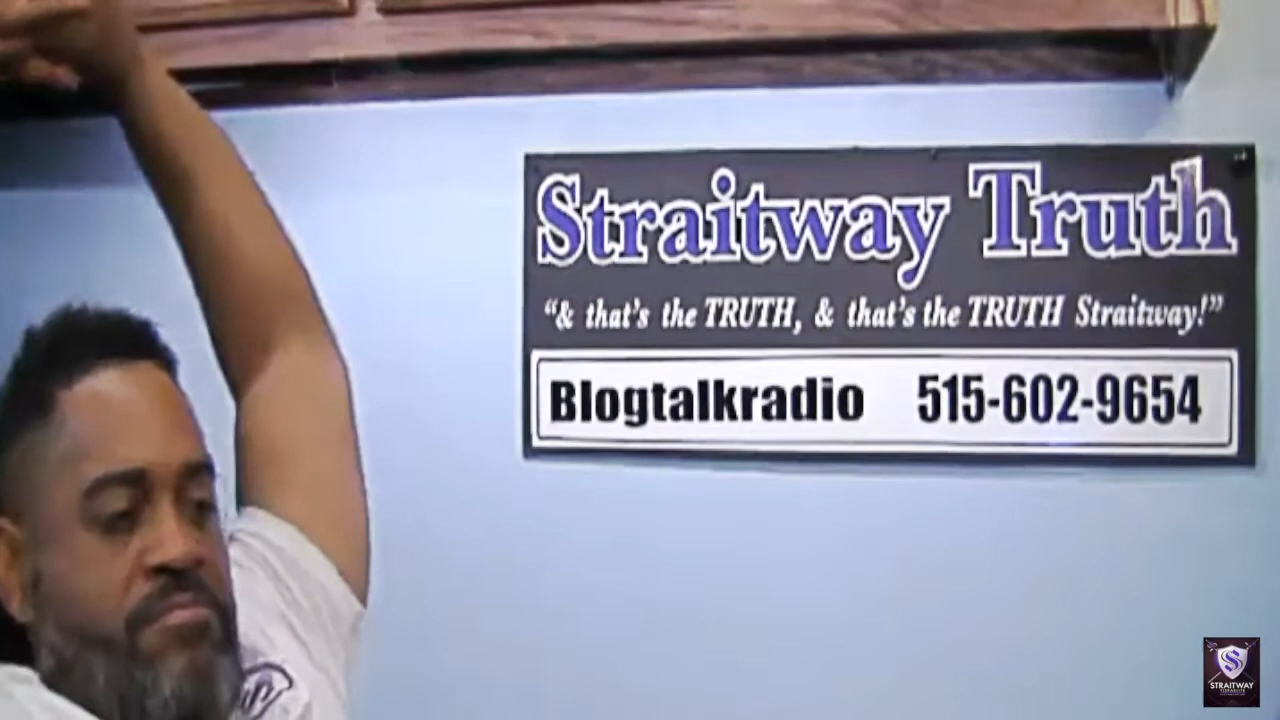 Straitway Truth
“& that's the TRUTH, & that's the TRUTH Straitway!”
Blogtalkradio 515-602-9654
S
STRAITWAY